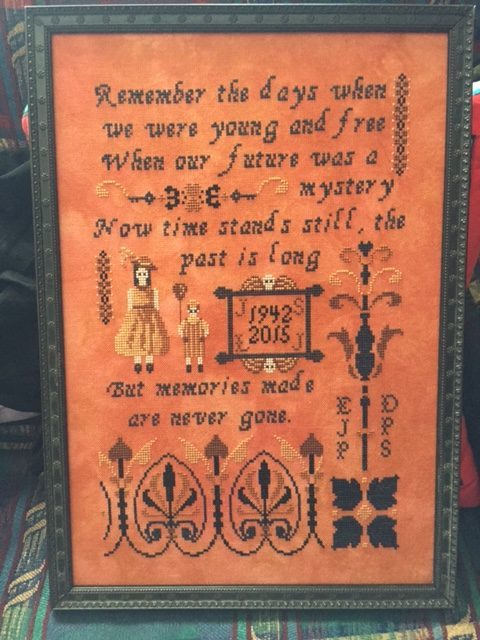 Remember the days when
we were young and free
When our future was a
mystery
Now time stands still, the
past is long
J S
1942
2015
L J
But memories made
are never gone.
E D
J P
P S